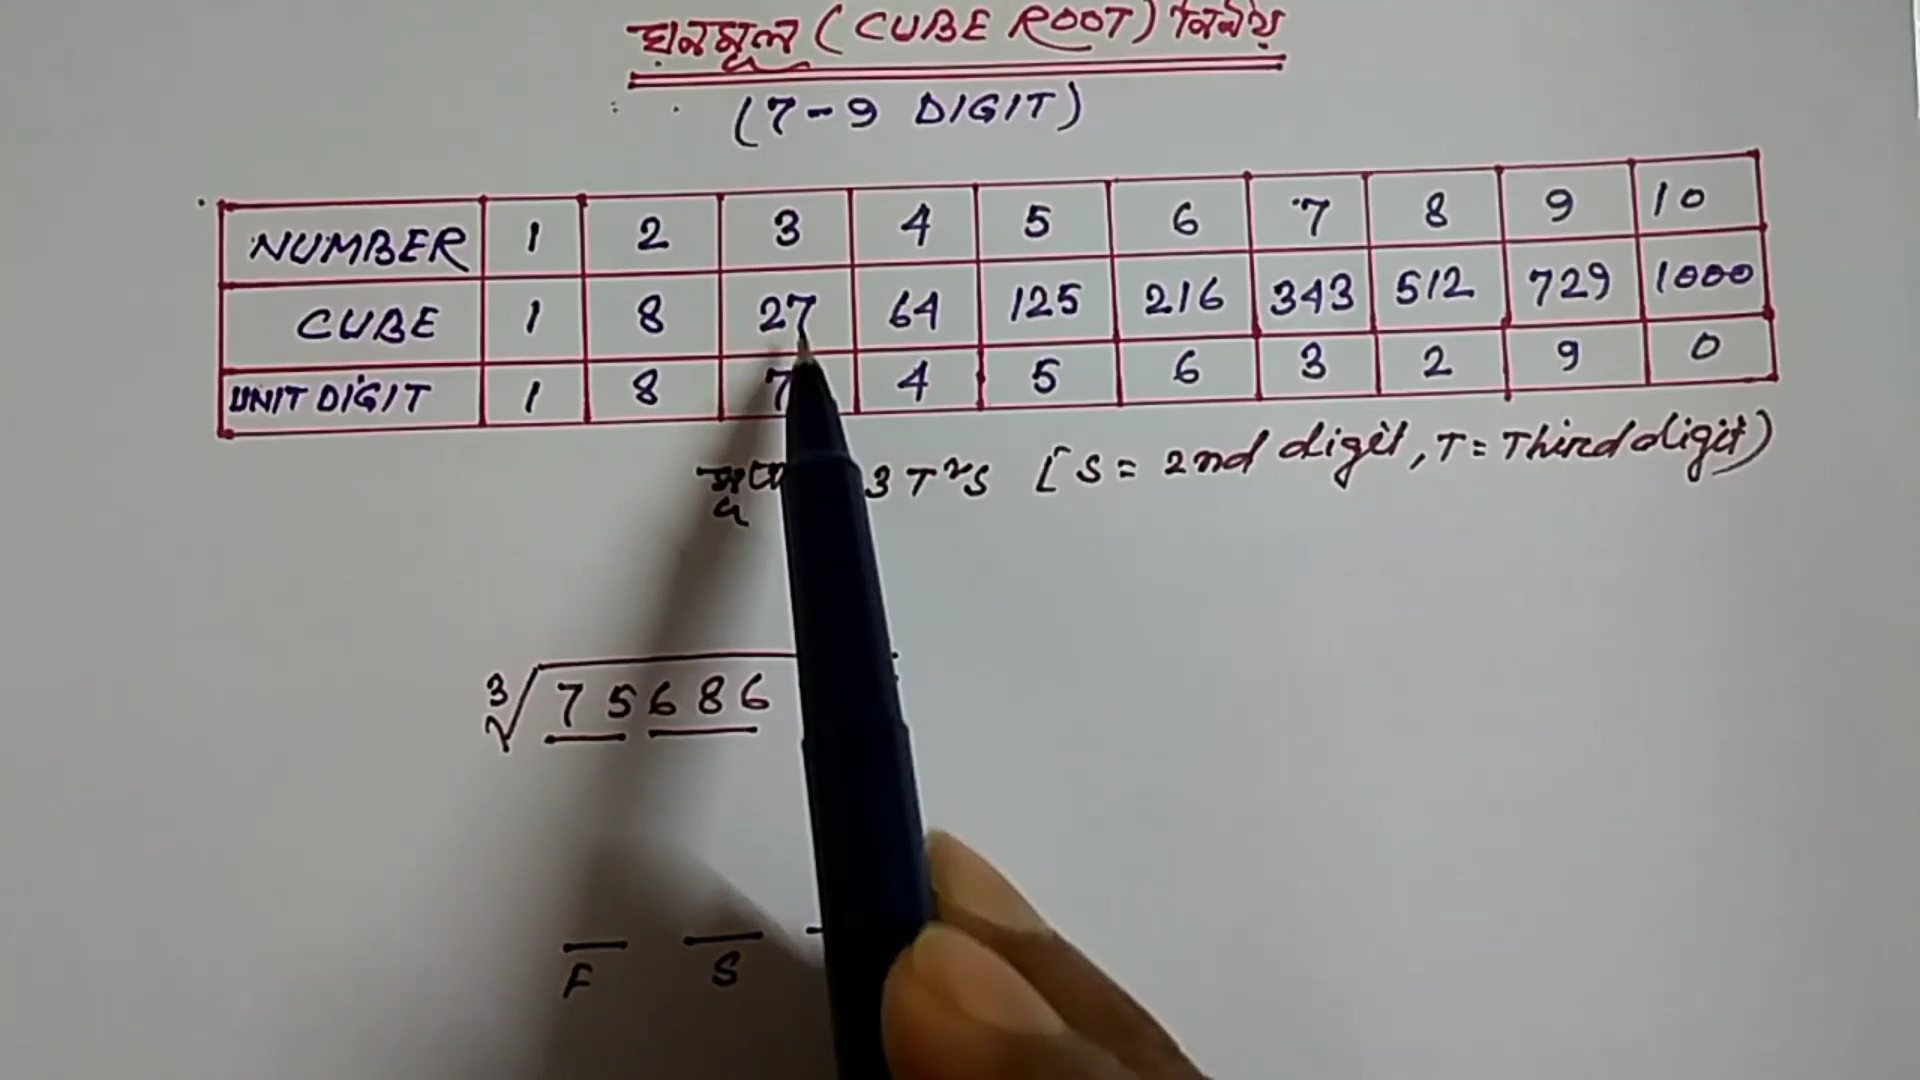 ঘনমূল (CUBE ROOT) নির্ণয়
(7-9 DIGIT)
NUMBER 1 2 3 4 5 6 7 8 9 10
CUBE 1 8 27 64 125 216 343 512 729 1000
UNIT DIGIT 1 8 7 4 5 6 3 2 9 0
3T²S [S = 2nd digit, T = Third digit)
∛75686
F S